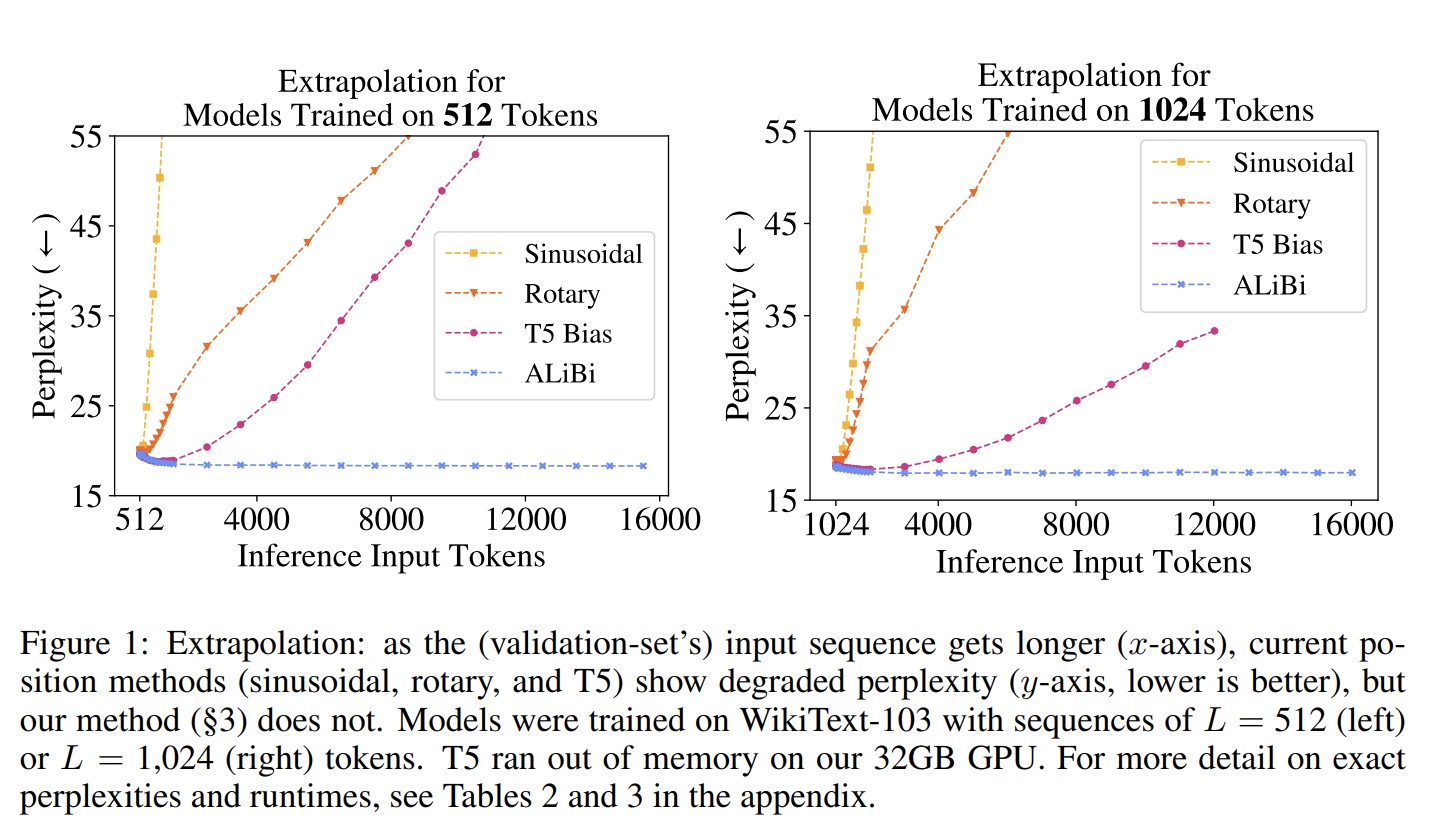 Extrapolation for
Models Trained on 512 Tokens
55
45
35
25
15
Perplexity (←)
Sinusoidal
Rotary
T5 Bias
ALiBi
512 4000 8000 12000 16000
Inference Input Tokens
Extrapolation for
Models Trained on 1024 Tokens
55
45
35
25
15
Perplexity (←)
Sinusoidal
Rotary
T5 Bias
ALiBi
1024 4000 8000 12000 16000
Inference Input Tokens
Figure 1: Extrapolation: as the (validation-set's) input sequence gets longer (x-axis), current po-
sition methods (sinusoidal, rotary, and T5) show degraded perplexity (y-axis, lower is better), but
our method (§3) does not. Models were trained on WikiText-103 with sequences of L = 512 (left)
or L = 1,024 (right) tokens. T5 ran out of memory on our 32GB GPU. For more detail on exact
perplexities and runtimes, see Tables 2 and 3 in the appendix.